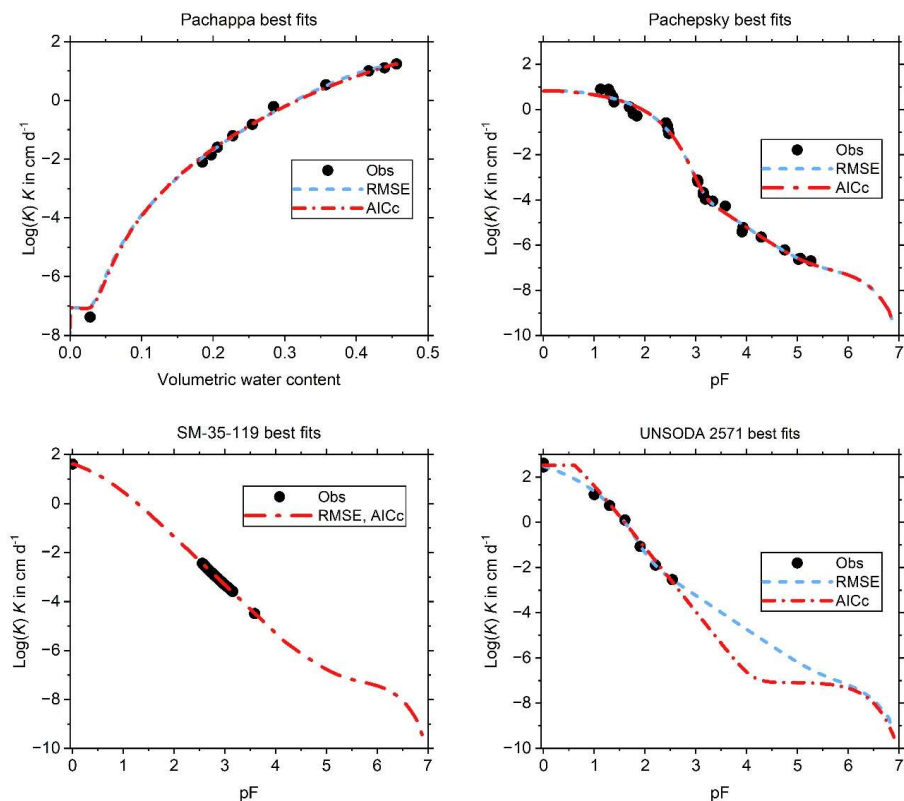 Pachappa best fits
2
0
−2
−4
−6
−8
Log(K) K in cm d-1
Obs
RMSE
AICc
0.0 0.1 0.2 0.3 0.4 0.5
Volumetric water content
Pachepsky best fits
2
0
−2
−4
−6
−8
−10
Log(K) K in cm d-1
Obs
RMSE
AICc
0 1 2 3 4 5 6 7
pF
SM-35-119 best fits
2
0
−2
−4
−6
−8
−10
Log(K) K in cm d-1
Obs
RMSE, AICc
0 1 2 3 4 5 6 7
pF
UNSODA 2571 best fits
2
0
−2
−4
−6
−8
−10
Log(K) K in cm d-1
Obs
RMSE
AICc
0 1 2 3 4 5 6 7
pF